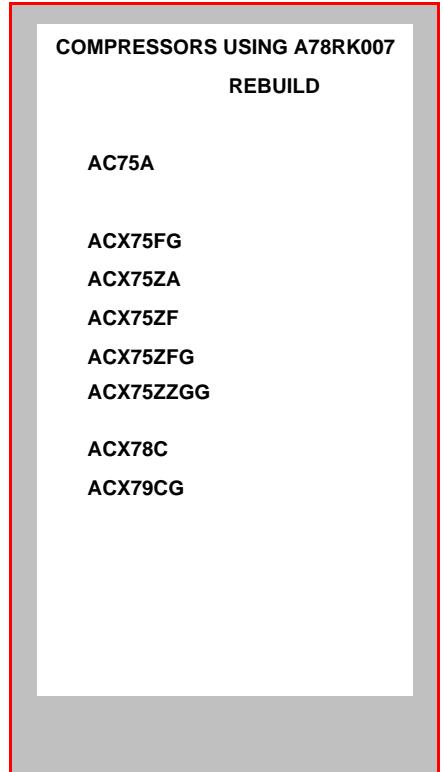 COMPRESSORS USING A78RK007
REBUILD
AC75A
ACX75FG
ACX75ZA
ACX75ZF
ACX75ZFG
ACX75ZZGG
ACX78C
ACX79CG